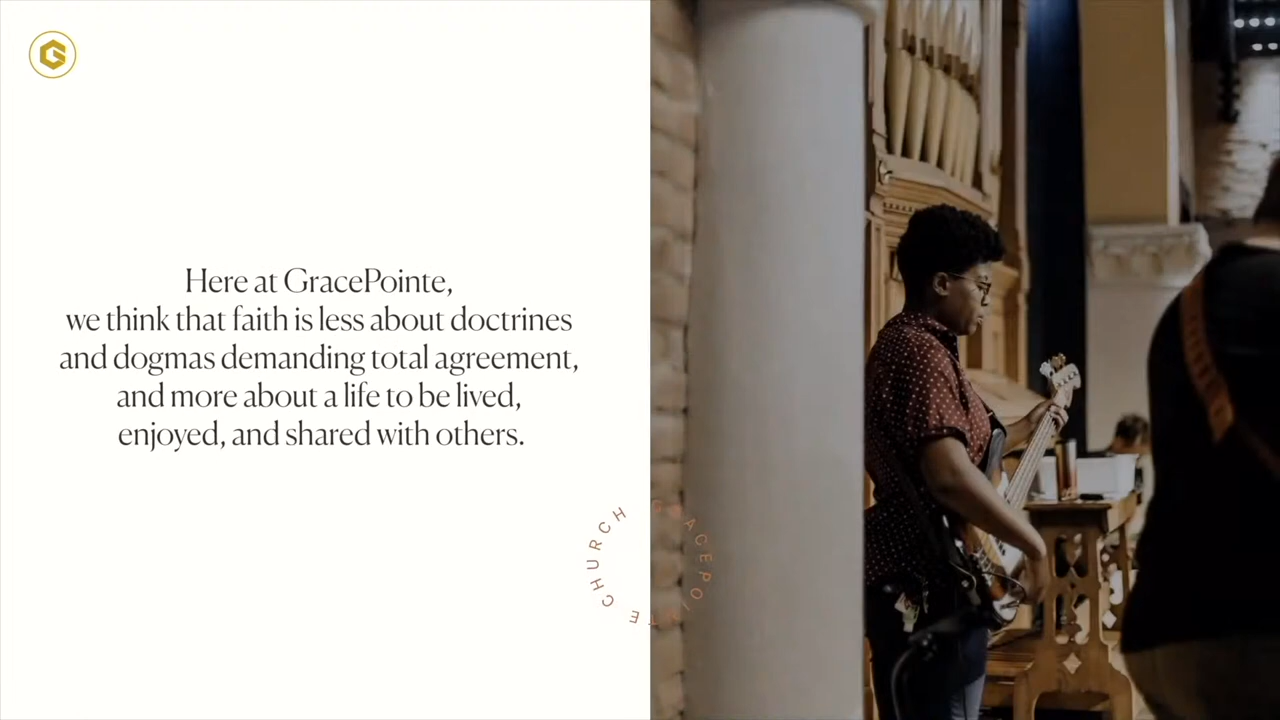 Here at GracePointe,
we think that faith is less about doctrines
and dogmas demanding total agreement,
and more about a life to be lived,
enjoyed, and shared with others.
CHURCH GRACEPOINTE